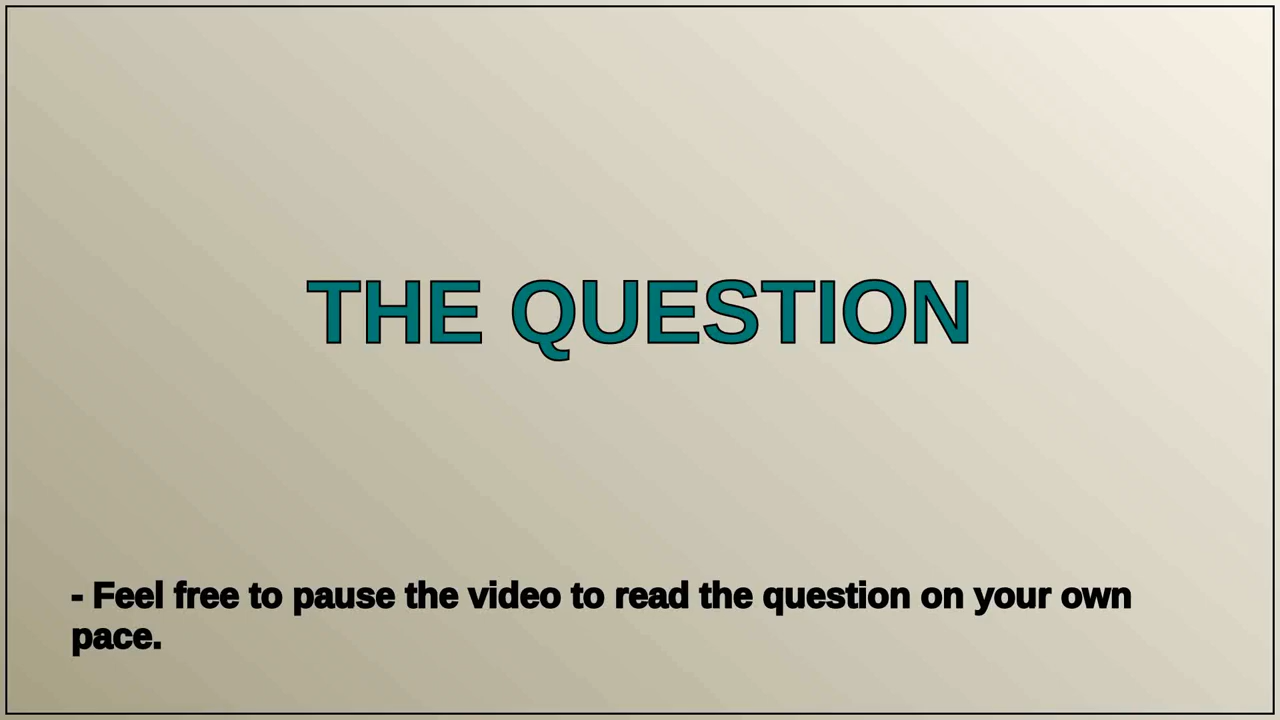 THE QUESTION
- Feel free to pause the video to read the question on your own
pace.